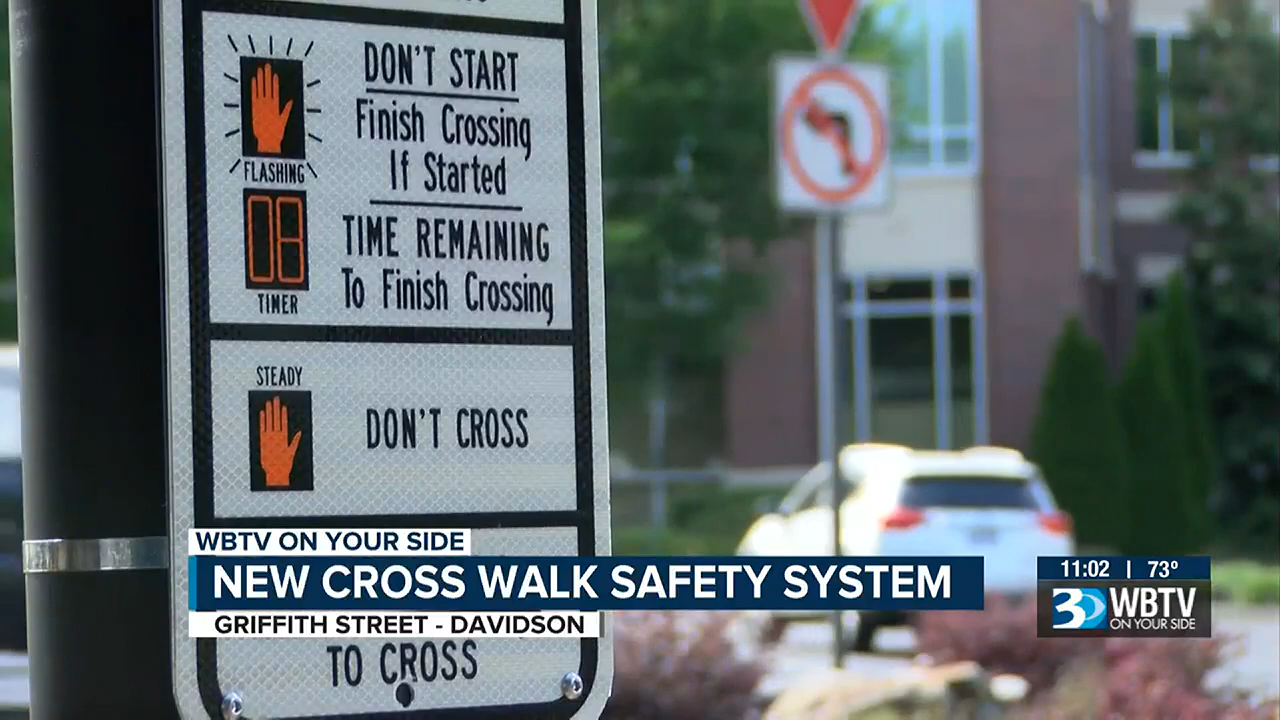 DON'T START
Finish Crossing
If Started
FLASHING
08
TIME REMAINING
To Finish Crossing
TIMER
STEADY
DON'T CROSS
TO CROSS
WBTV ON YOUR SIDE
NEW CROSS WALK SAFETY SYSTEM
GRIFFITH STREET - DAVIDSON
11:02 | 73°
3 WBTV
ON YOUR SIDE